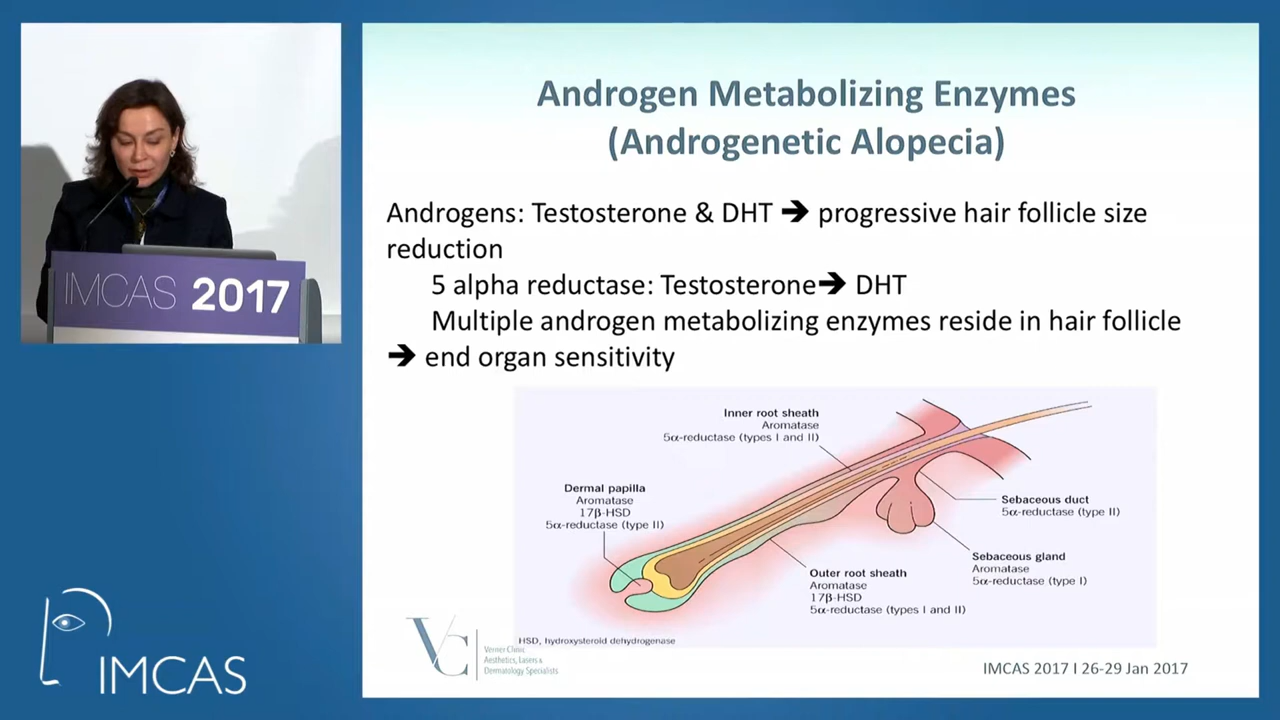 Androgen Metabolizing Enzymes
(Androgenetic Alopecia)
Androgens: Testosterone & DHT ➔ progressive hair follicle size
reduction
5 alpha reductase: Testosterone➔ DHT
Multiple androgen metabolizing enzymes reside in hair follicle
➔ end organ sensitivity
Inner root sheath
Aromatase
5α-reductase (types I and II)
Dermal papilla
Aromatase
17β-HSD
5α-reductase (type II)
Sebaceous duct
5α-reductase (type II)
Sebaceous gland
Aromatase
5α-reductase (type I)
Outer root sheath
Aromatase
17β-HSD
5α-reductase (types I and II)
HSD, hydroxysteroid dehydrogenase
VC
Verner Clinic
Aesthetics, Lasers &
Dermatology Specialists
IMCAS 2017 I 26-29 Jan 2017
IMCAS 2017
IMCAS